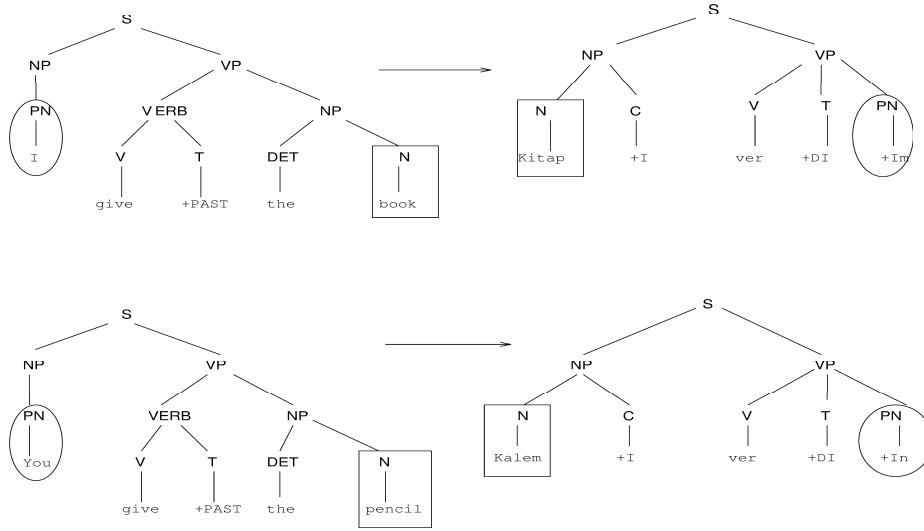 S S
NP VP NP VP
PN VERB NP N C V T PN
I V T DET N Kitap +I ver +DI +Im
give +PAST the book
S S
NP VP NP VP
PN VERB NP N C V T PN
You V T DET N Kalem +I ver +DI +In
give +PAST the pencil